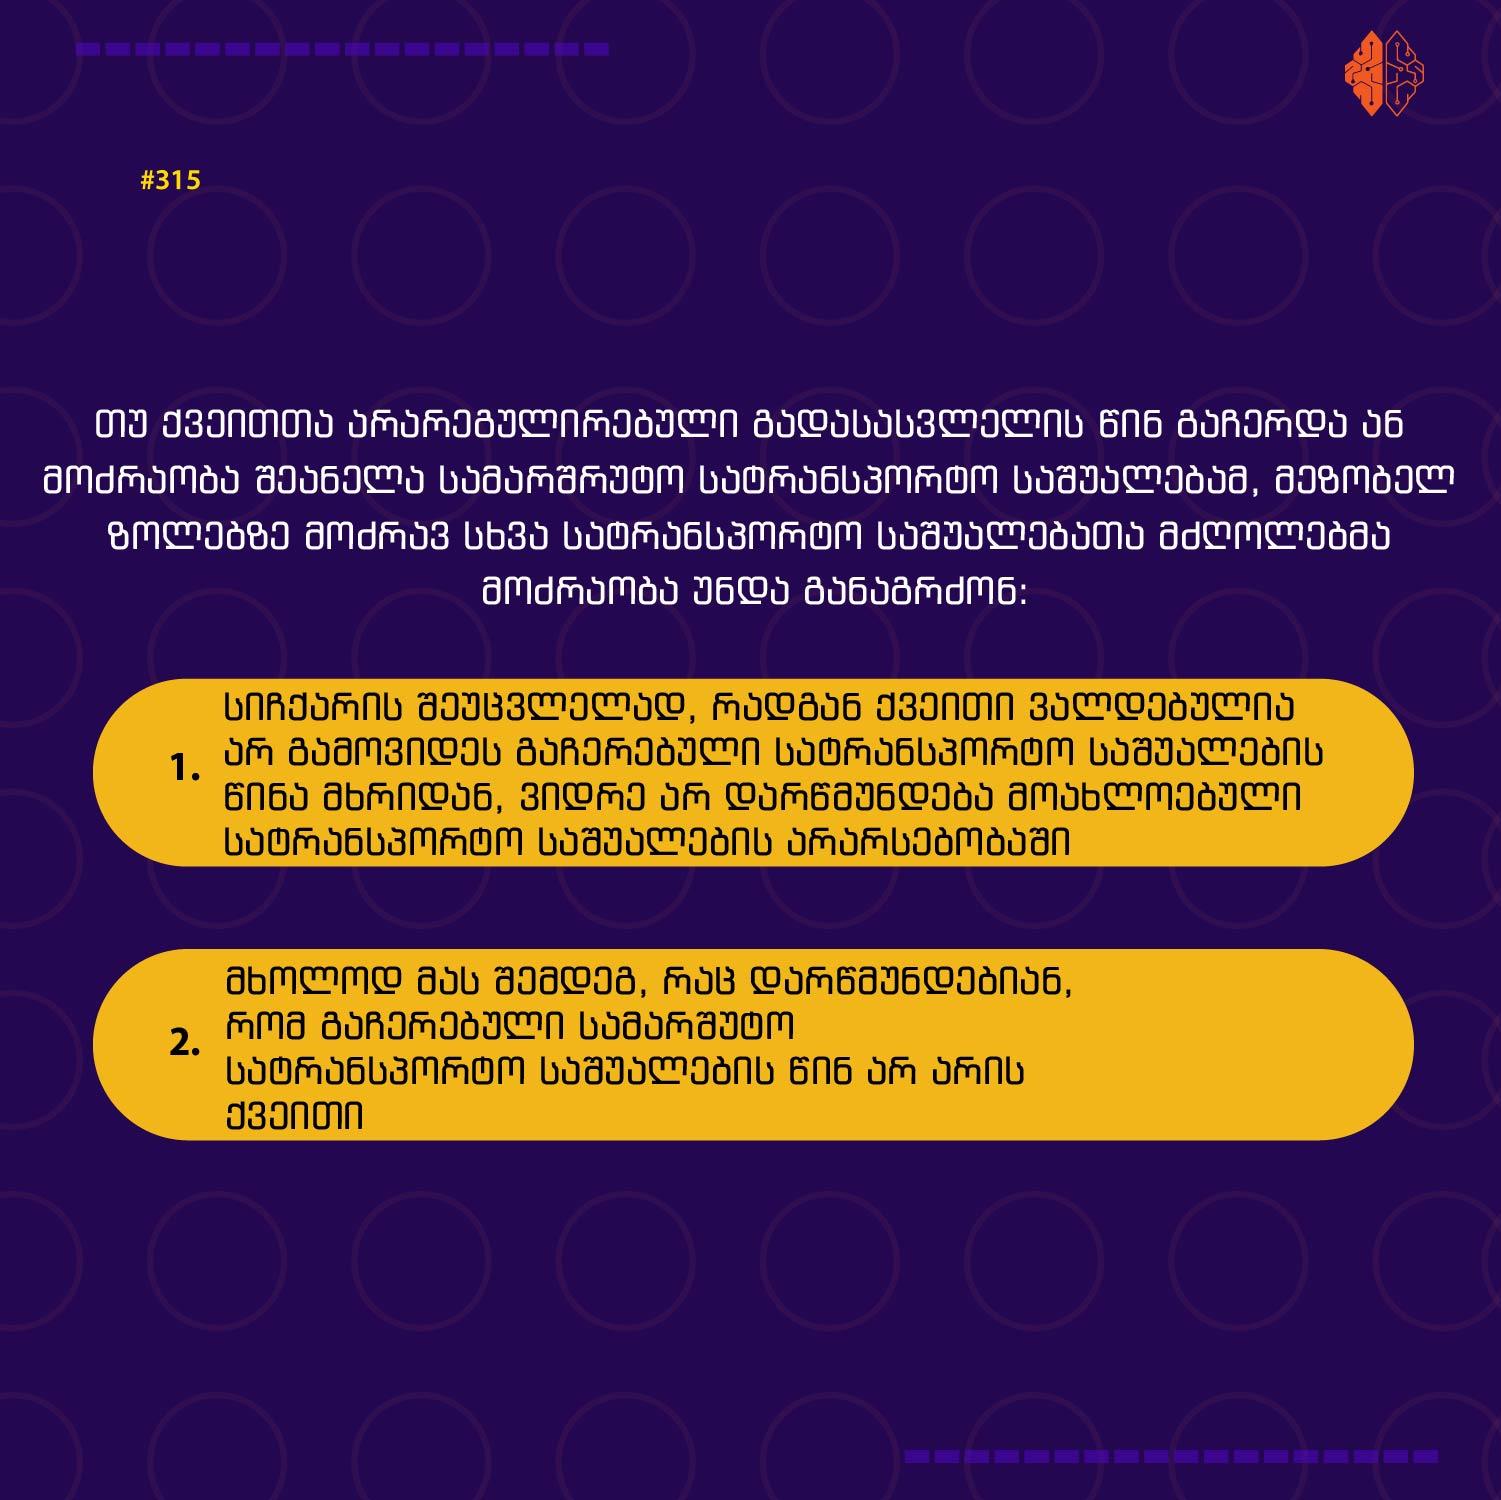 #315
თუ ქვეითთა არარეგულირებული გადასასვლელის წინ გაჩერდა ან
მოძრაობა შეანელა სამარშრუტო სატრანსპორტო საშუალებამ, მეზობელ
ზოლებზე მოძრავ სხვა სატრანსპორტო საშუალებათა მძღოლებმა
მოძრაობა უნდა განაგრძონ:
1. სიჩქარის შეუცვლელად, რადგან ქვეითი ვალდებულია
არ გამოვიდეს გაჩერებული სატრანსპორტო საშუალების
წინა მხრიდან, ვიდრე არ დარწმუნდება მოახლოებული
სატრანსპორტო საშუალების არარსებობაში
2. მხოლოდ მას შემდეგ, რაც დარწმუნდებიან,
რომ გაჩერებული სამარშუტო
სატრანსპორტო საშუალების წინ არ არის
ქვეითი